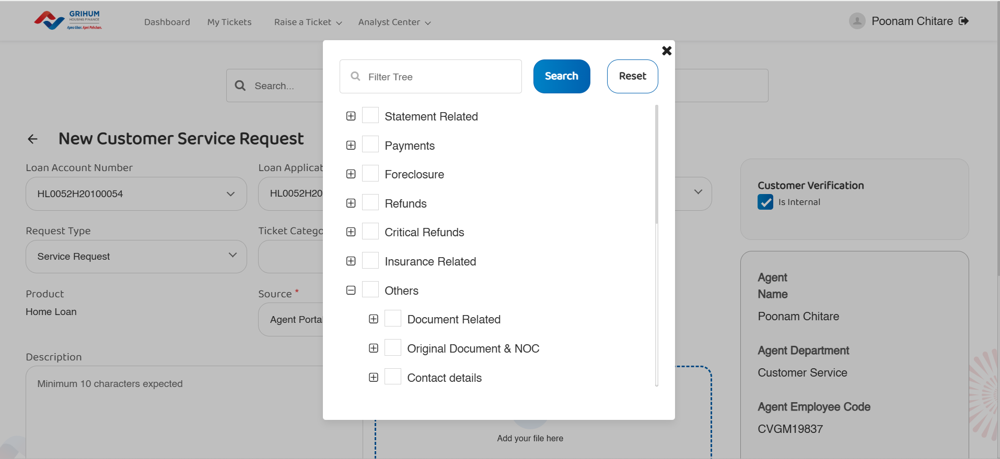 GRIHUM
HOUSING FINANCE
Apna Ghar. Apni Pehchan.
Dashboard
My Tickets
Raise a Ticket
Analyst Center
Poonam Chitare
Filter Tree
Search
Reset
Search...
Statement Related
Payments
Foreclosure
Refunds
Critical Refunds
Insurance Related
Others
Document Related
Original Document & NOC
Contact details
New Customer Service Request
Loan Account Number
Loan Applicat
HL0052H20100054
HL0052H20
Request Type
Ticket Catego
Service Request
Product
Source *
Home Loan
Agent Porta
Description
Minimum 10 characters expected
Add your file here
Customer Verification
Is Internal
Agent
Name
Poonam Chitare
Agent Department
Customer Service
Agent Employee Code
CVGM19837